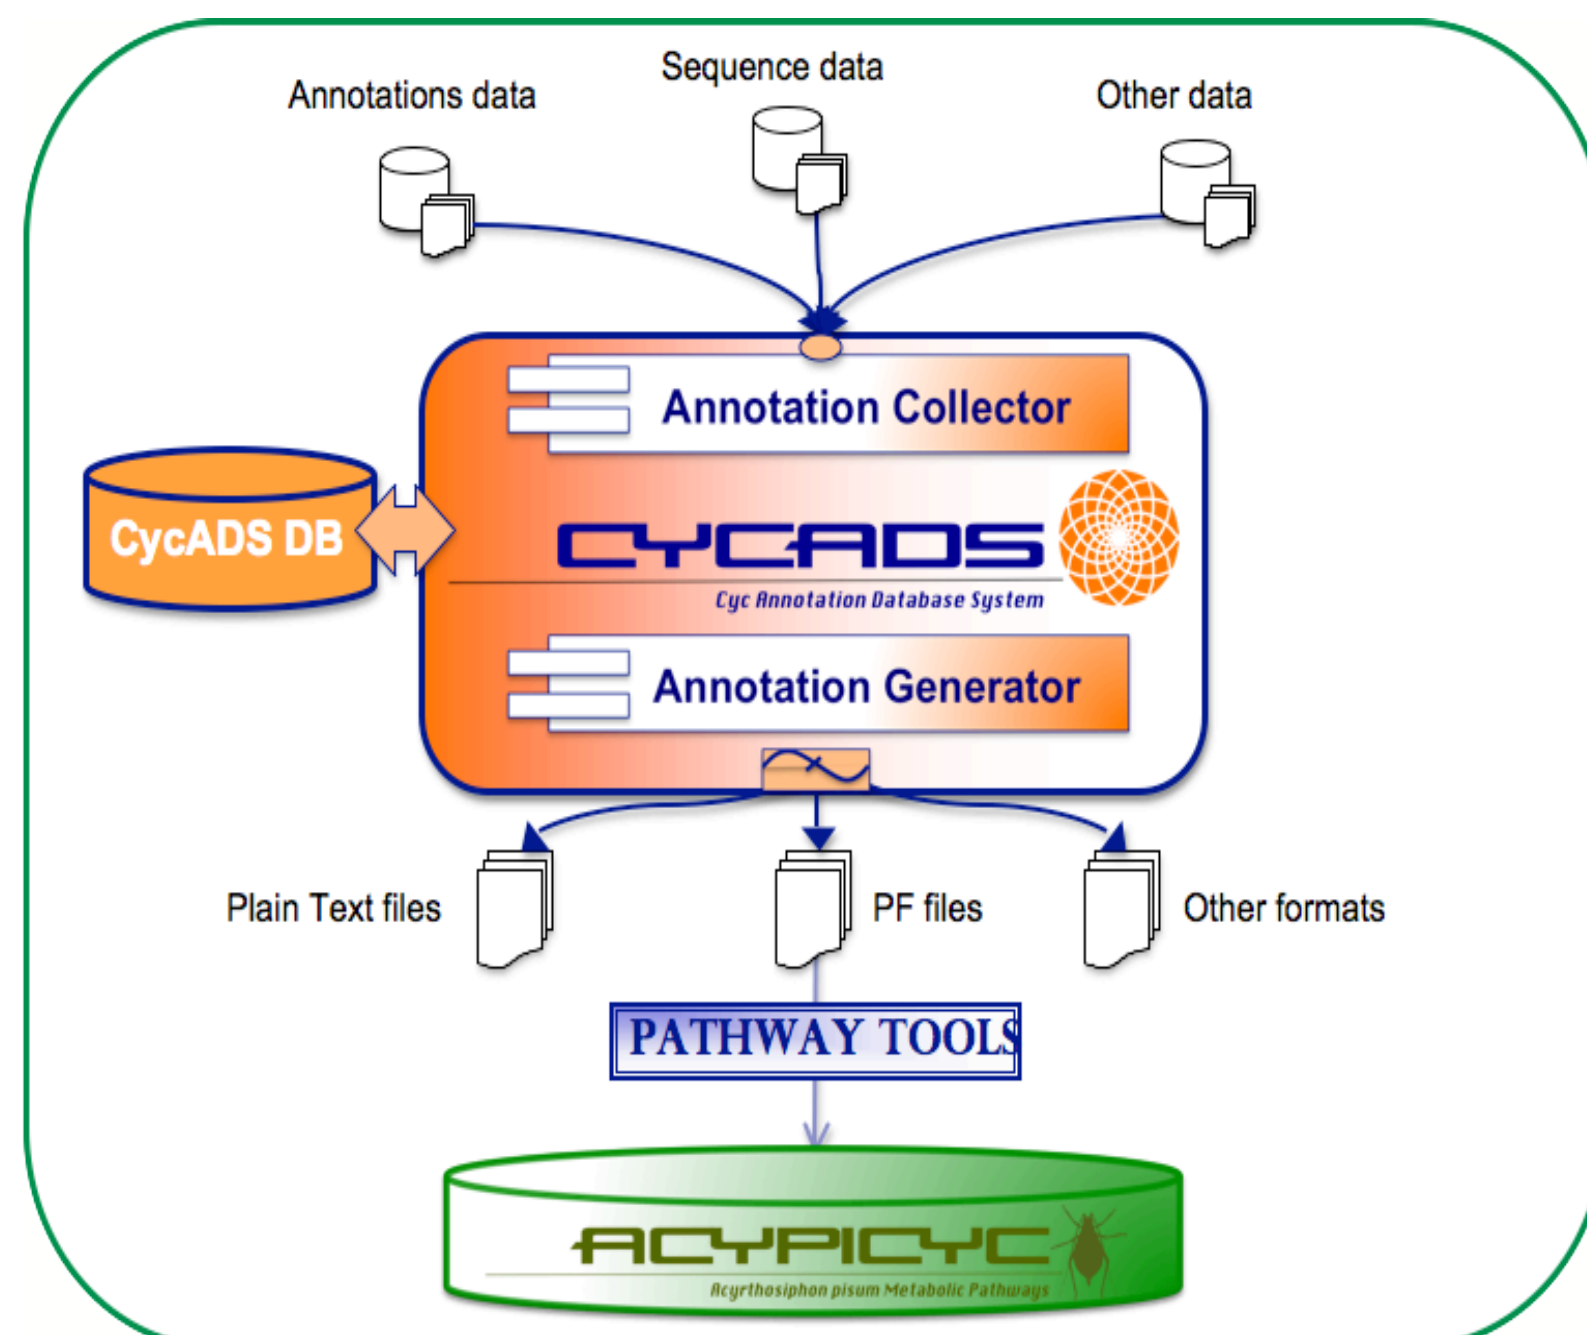 Sequence data
Annotations data
Other data
Annotation Collector
CycADS DB
CYCADS
Cyc Annotation Database System
Annotation Generator
Plain Text files
PF files
Other formats
PATHWAY TOOLS
ACYPICYC
Acyrthosiphon pisum Metabolic Pathways